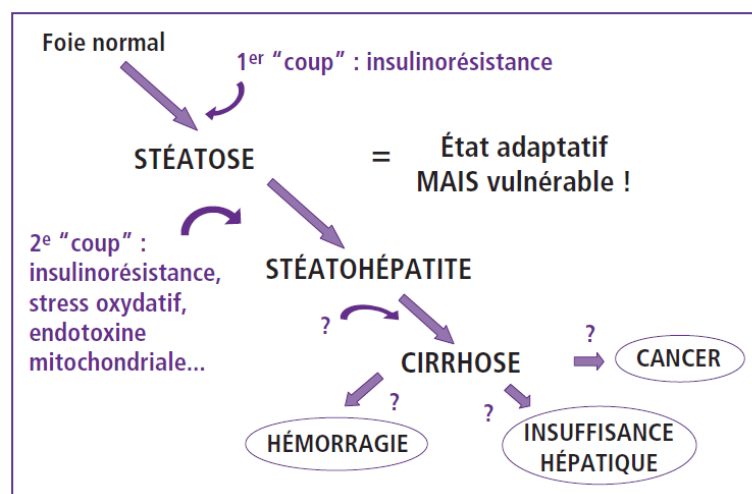 Foie normal
1er “coup” : insulinorésistance
STÉATOSE
=
État adaptatif
MAIS vulnérable !
2e “coup” :
insulinorésistance,
stress oxydatif,
endotoxine
mitochondriale...
STÉATOHÉPATITE
?
CIRRHOSE
?
CANCER
?
HÉMORRAGIE
?
INSUFFISANCE
HÉPATIQUE